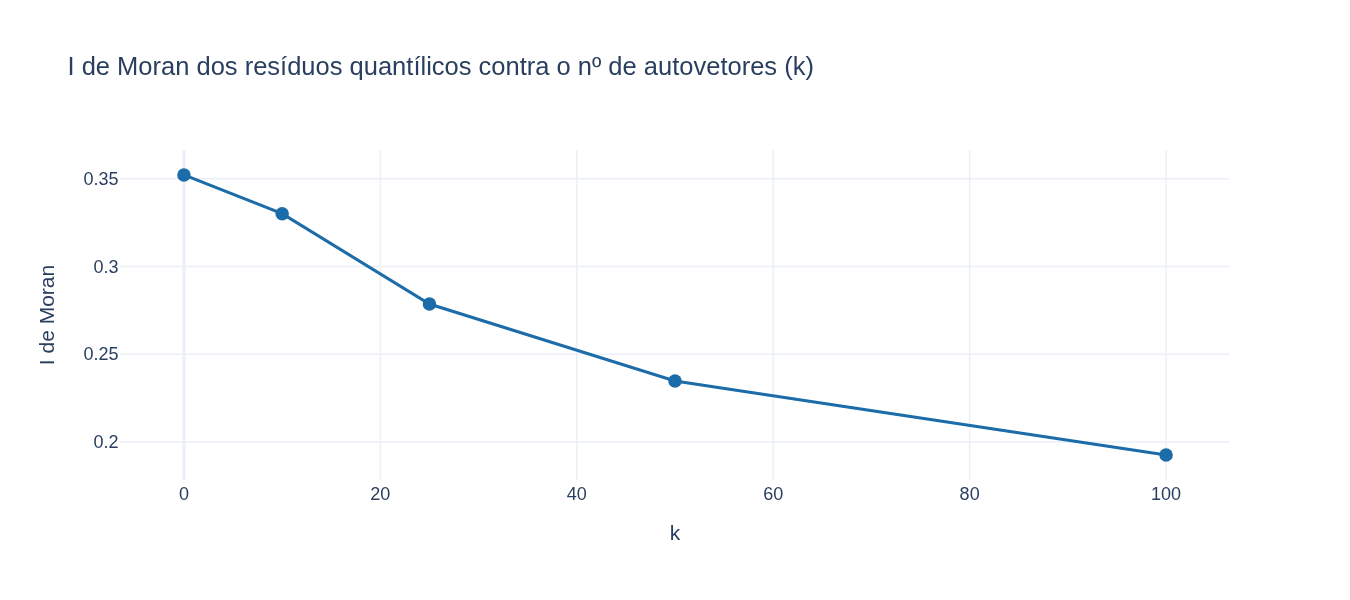 I de Moran dos resíduos quantílicos contra o nº de autovetores (k)
I de Moran
0.35
0.3
0.25
0.2
0 20 40 60 80 100
k